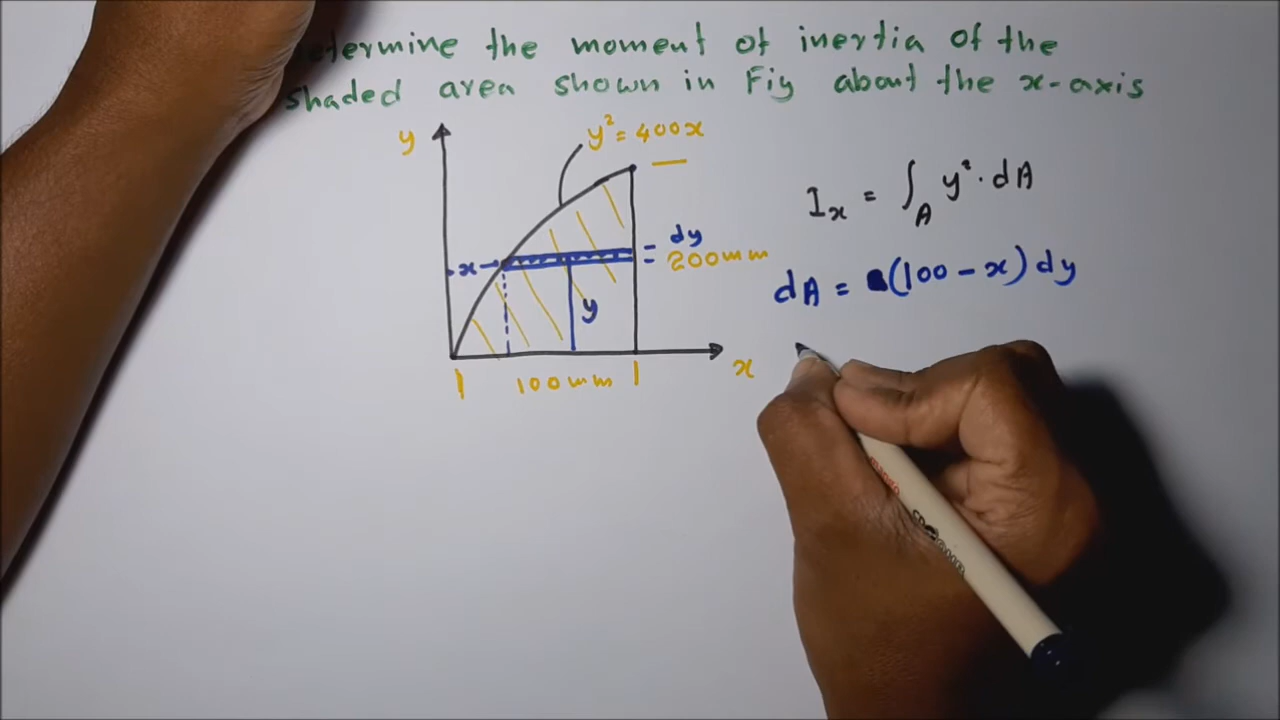 etermine the moment of inertia of the
shaded area shown in Fig about the x-axis
y
y² = 400x
Iₓ = ∫_A y² · dA
dy
x
200mm
dA = (100 - x) dy
y
100mm
x